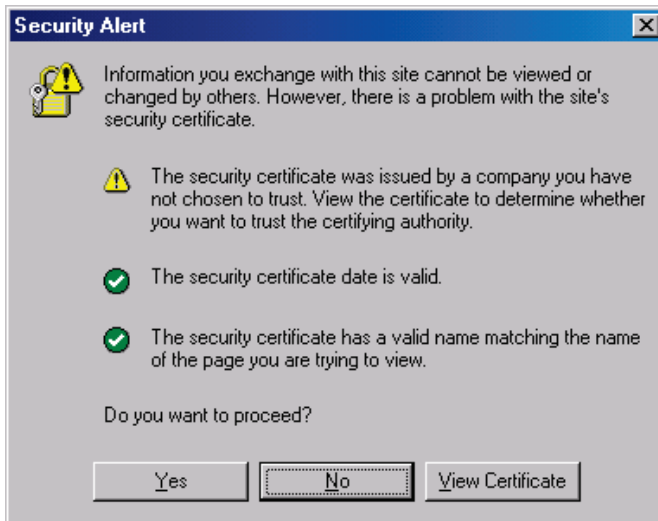 Security Alert
Information you exchange with this site cannot be viewed or
changed by others. However, there is a problem with the site's
security certificate.
The security certificate was issued by a company you have
not chosen to trust. View the certificate to determine whether
you want to trust the certifying authority.
The security certificate date is valid.
The security certificate has a valid name matching the name
of the page you are trying to view.
Do you want to proceed?
Yes
No
View Certificate